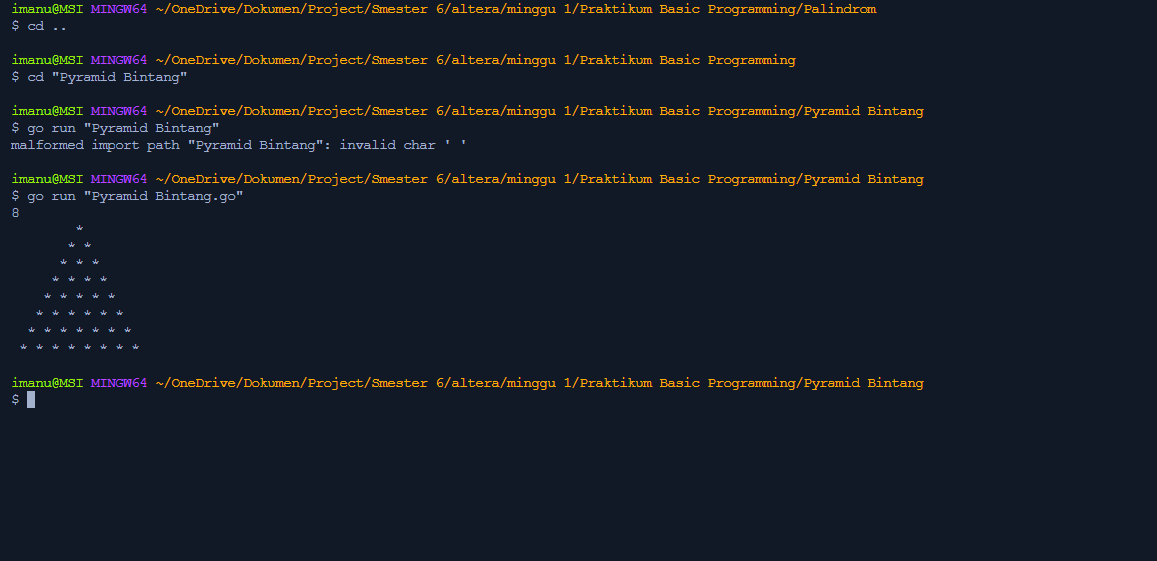 imanu@MSI MINGW64 ~/OneDrive/Dokumen/Project/Smester 6/altera/minggu 1/Praktikum Basic Programming/Palindrom
$ cd ..

imanu@MSI MINGW64 ~/OneDrive/Dokumen/Project/Smester 6/altera/minggu 1/Praktikum Basic Programming
$ cd "Pyramid Bintang"

imanu@MSI MINGW64 ~/OneDrive/Dokumen/Project/Smester 6/altera/minggu 1/Praktikum Basic Programming/Pyramid Bintang
$ go run "Pyramid Bintang"
malformed import path "Pyramid Bintang": invalid char ' '

imanu@MSI MINGW64 ~/OneDrive/Dokumen/Project/Smester 6/altera/minggu 1/Praktikum Basic Programming/Pyramid Bintang
$ go run "Pyramid Bintang.go"
8
        *
       * *
      * * *
     * * * *
    * * * * *
   * * * * * *
  * * * * * * *
 * * * * * * * *

imanu@MSI MINGW64 ~/OneDrive/Dokumen/Project/Smester 6/altera/minggu 1/Praktikum Basic Programming/Pyramid Bintang
$